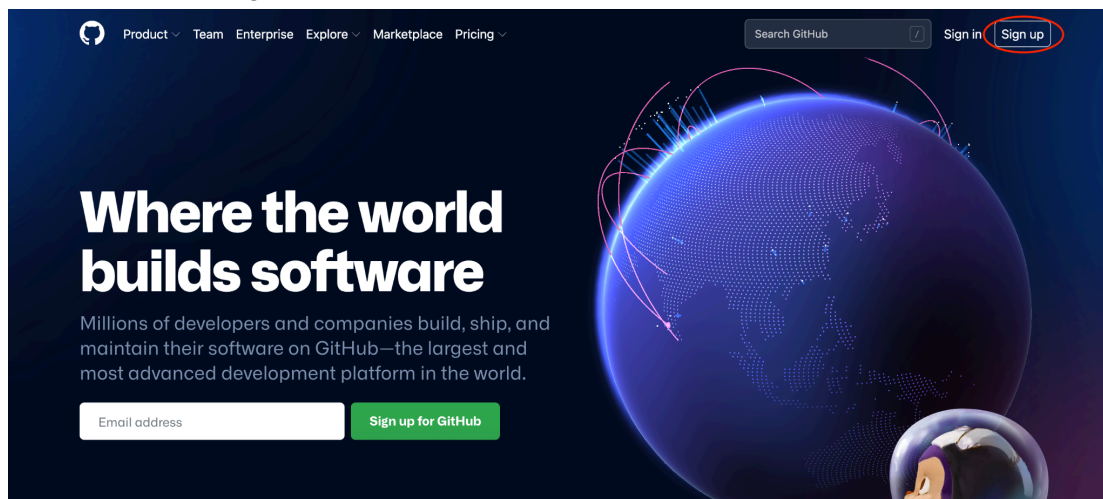 Product Team Enterprise Explore Marketplace Pricing Search GitHub / Sign in Sign up
Where the world
builds software
Millions of developers and companies build, ship, and
maintain their software on GitHub—the largest and
most advanced development platform in the world.
Email address Sign up for GitHub